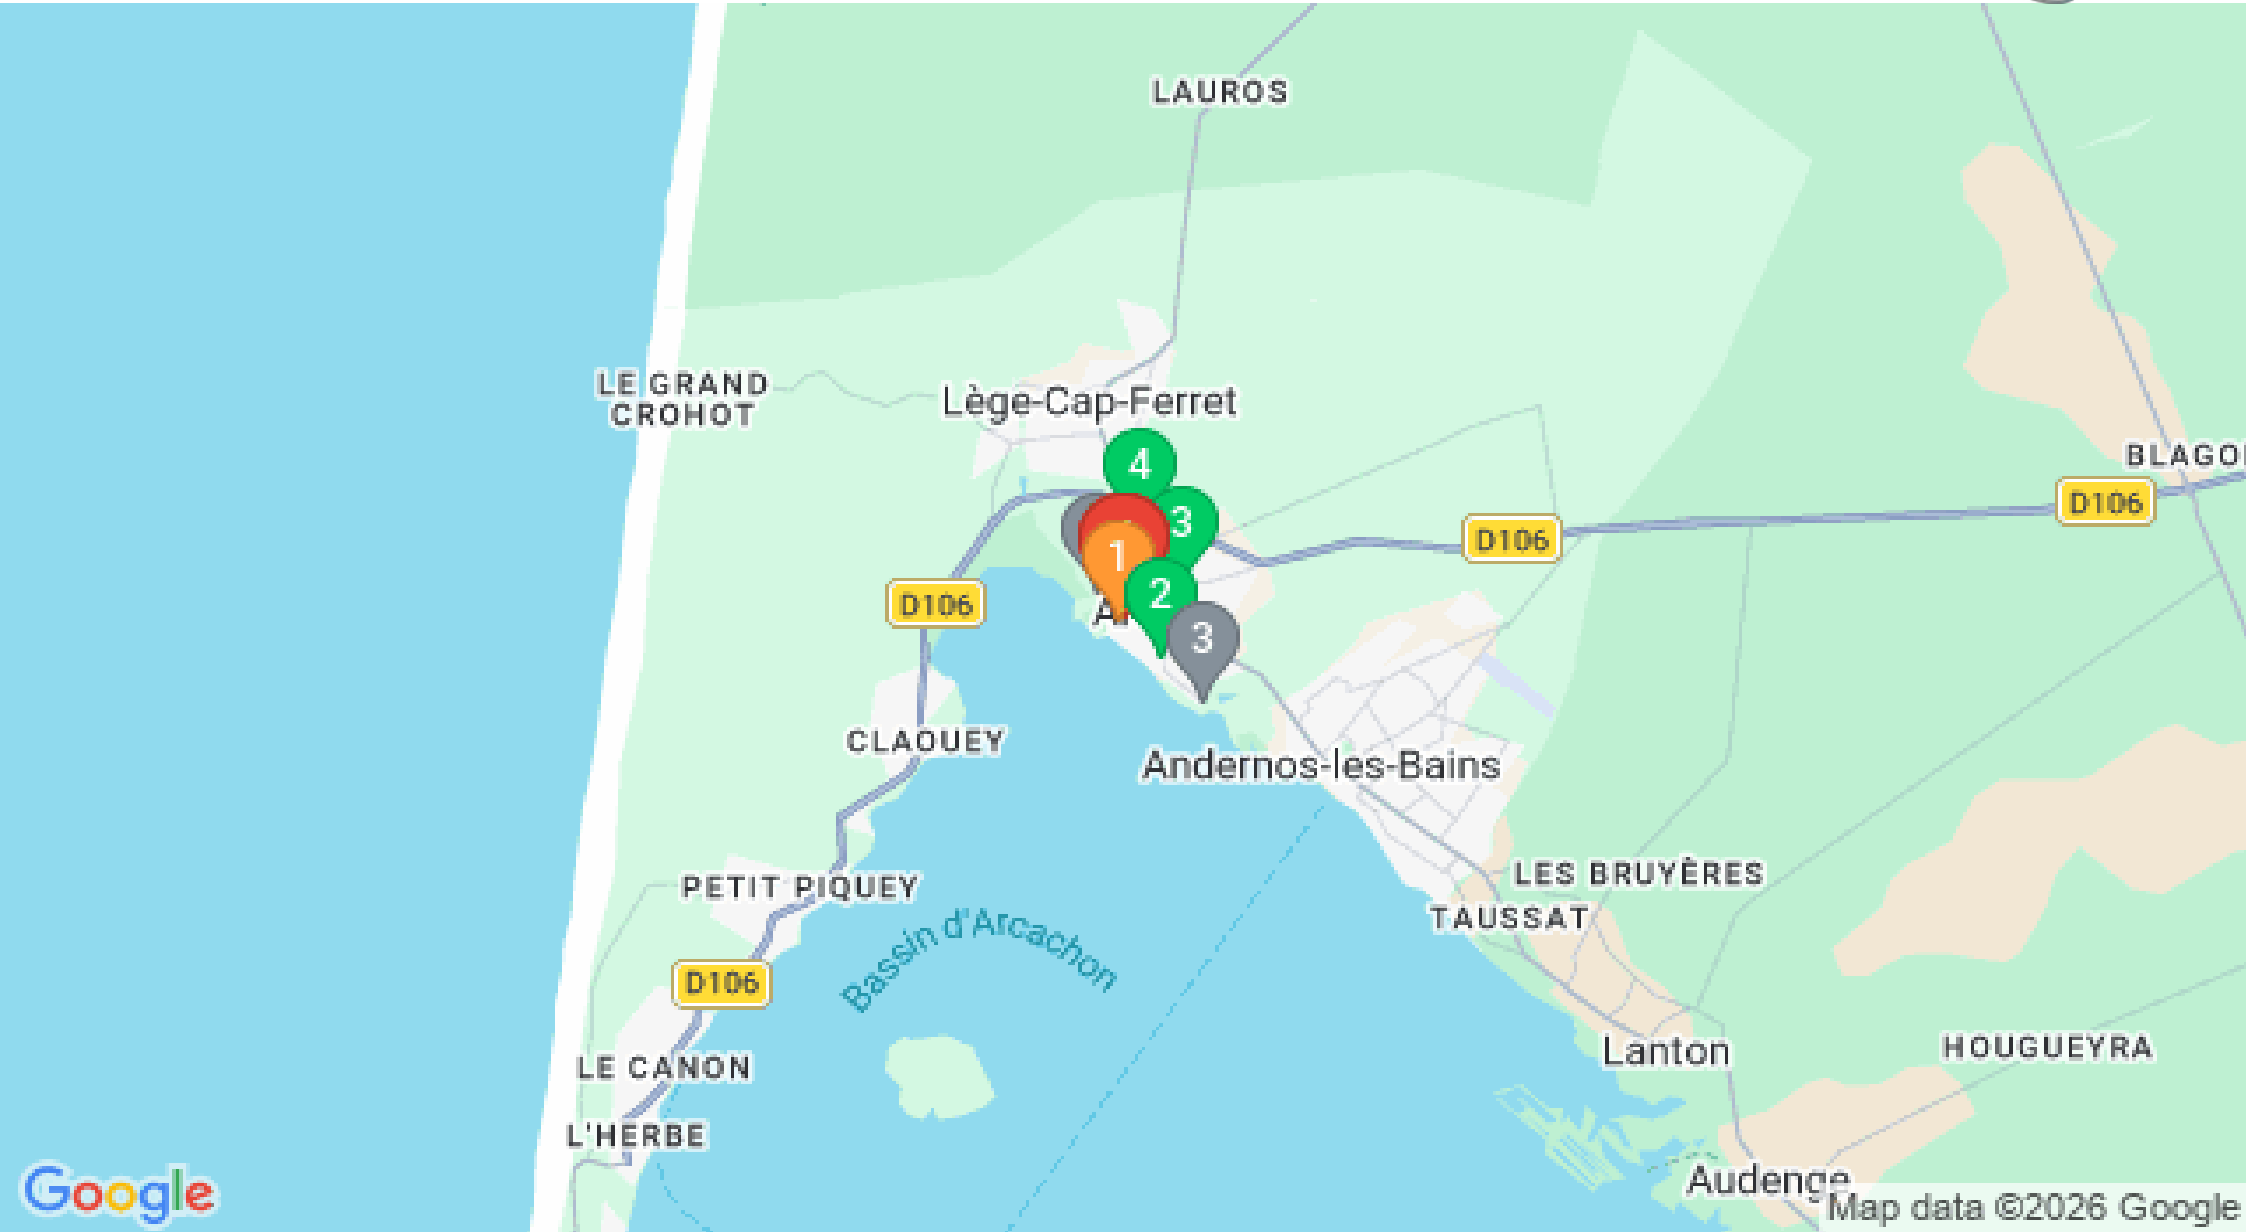 LAUROS
LE GRAND
CROHOT
Lège-Cap-Ferret
BLAGO
4
3
D106
D106
1
2
D106
A
3
CLAOUEY
Andernos-les-Bains
PETIT PIQUEY
LES BRUYÈRES
TAUSSAT
Bassin d'Arcachon
D106
LE CANON
Lanton
HOUGUEYRA
L'HERBE
Audenge
Google
Map data ©2026 Google